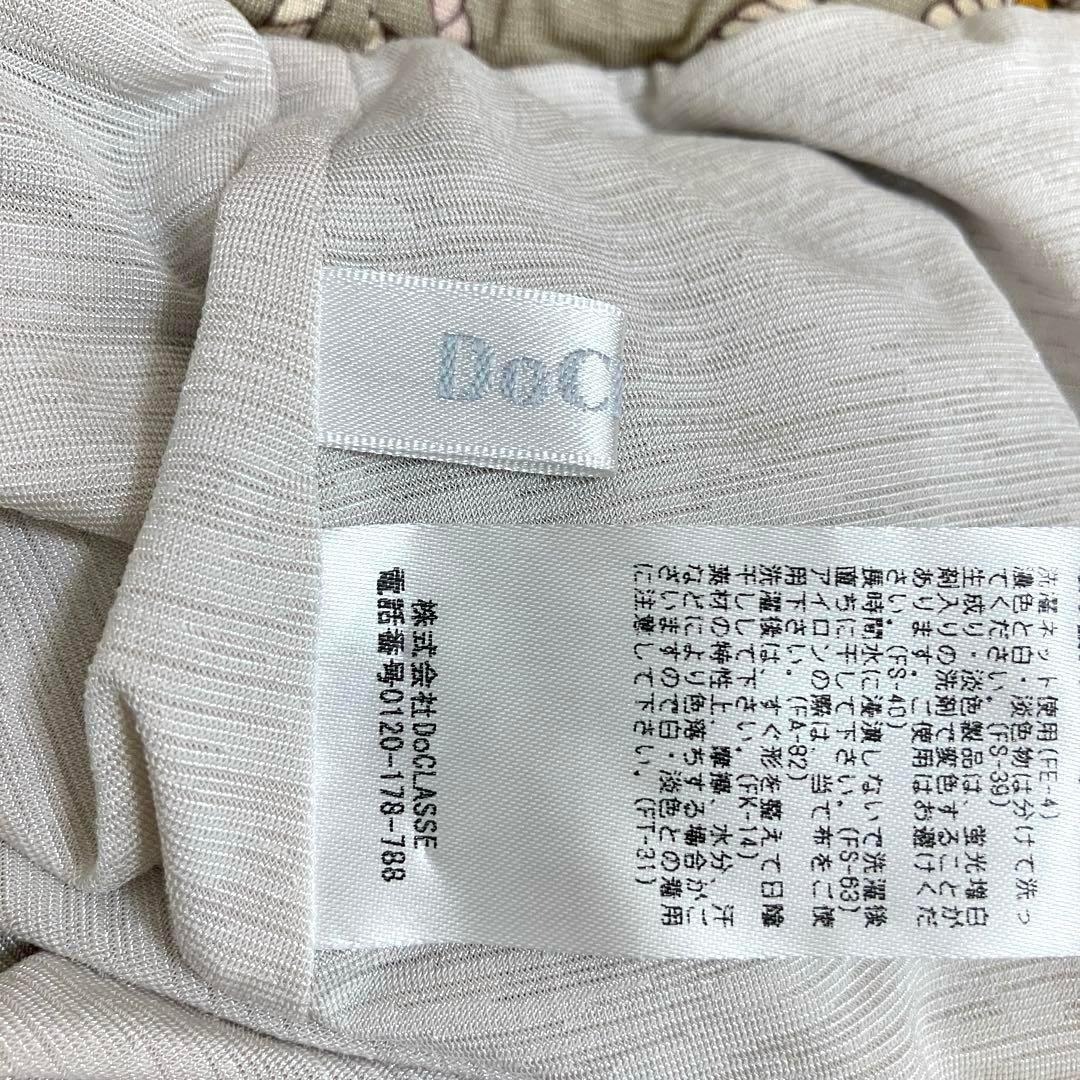 DoC
洗濯ネット使用(FE-4)
濃色と白・淡色物は分けて洗っ
てください。(FS-39)
生成り・淡色製品は、蛍光増白
剤入りの洗剤で変色することが
あります。ご使用はお避けくだ
さい。(FS-40)
長時間水に浸漬しないで洗濯後
直ちに干して下さい。(FS-63)
アイロンの際は、当て布をご使
用下さい。(FA-82)
洗濯後は、すぐ形を整えて日陰
干しして下さい。(FK-14)
素材の特性上、摩擦、水分、汗
などにより色落ちする場合がご
ざいますので白・淡色との着用
に注意して下さい。(FT-31)
株式会社DoCLASSE
電話番号0120-178-788